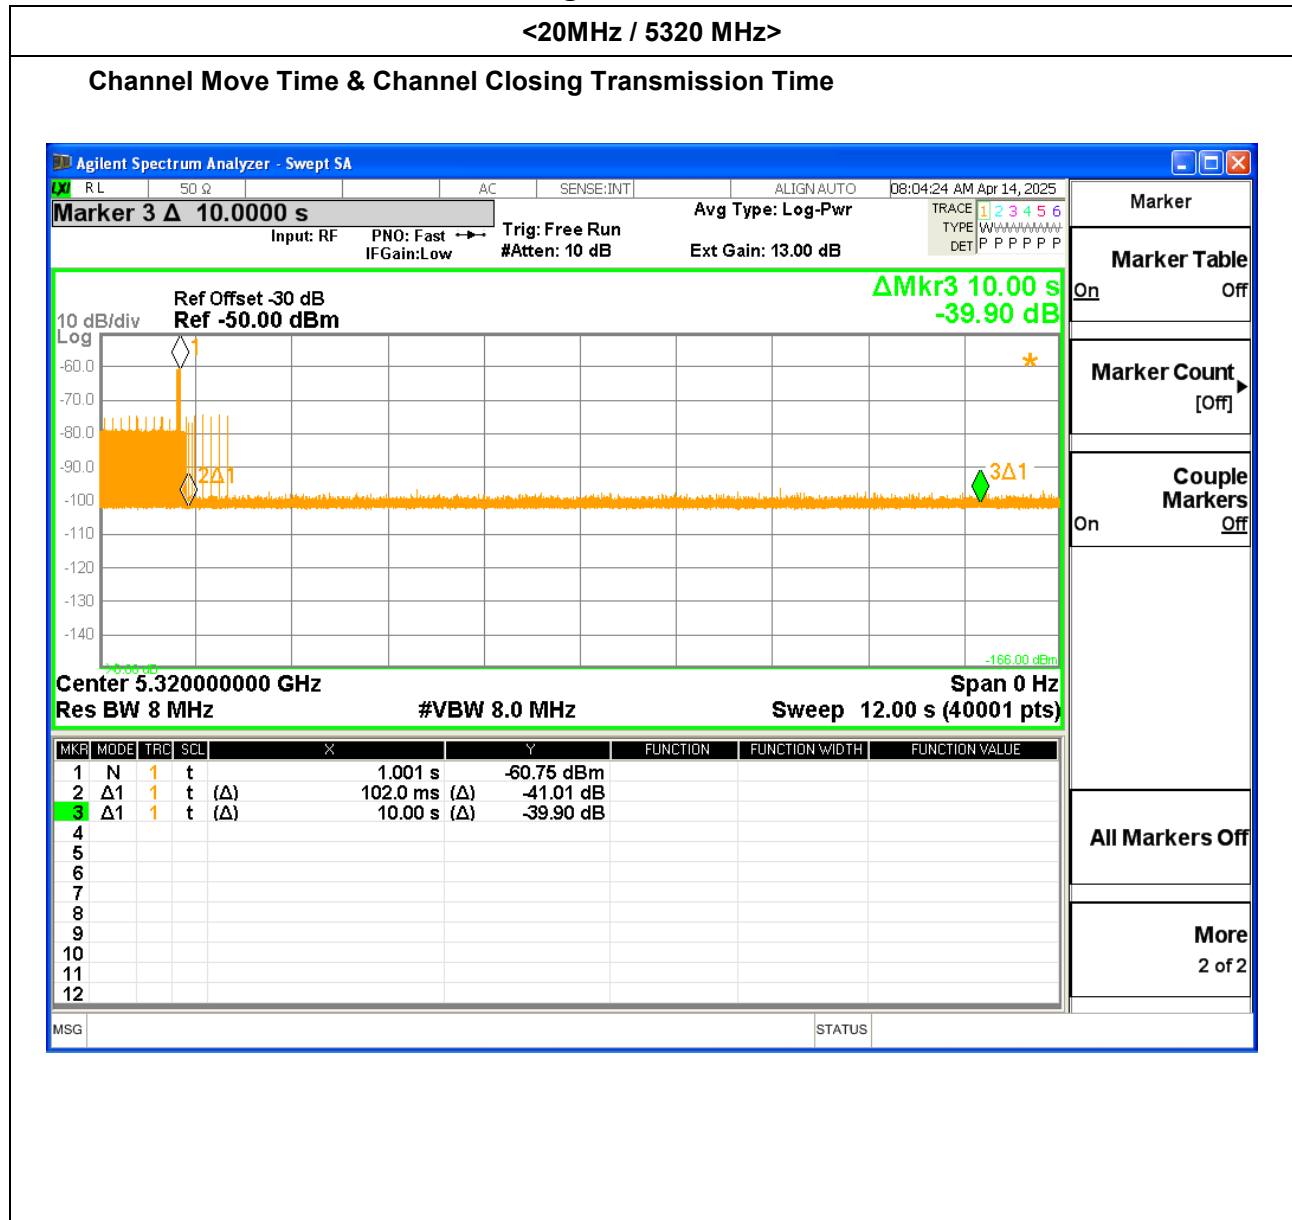 <20MHz / 5320 MHz>
Channel Move Time & Channel Closing Transmission Time
Agilent Spectrum Analyzer - Swept SA
LXI RL 50 Ω AC SENSE:INT ALIGN AUTO 08:04:24 AM Apr 14, 2025
Marker 3 Δ 10.0000 s
Input: RF PNO: Fast Trig: Free Run
IFGain:Low #Atten: 10 dB
Avg Type: Log-Pwr
Ext Gain: 13.00 dB
TRACE 1 2 3 4 5 6
TYPE WWWWWW
DET P P P P P P
ΔMkr3 10.00 s
-39.90 dB
Ref Offset -30 dB
10 dB/div Ref -50.00 dBm
Log
-60.0
-70.0
-80.0
-90.0
-100
-110
-120
-130
-140
1
2Δ1
3Δ1
*
-166.00 dBm
Center 5.320000000 GHz Span 0 Hz
Res BW 8 MHz #VBW 8.0 MHz Sweep 12.00 s (40001 pts)
MKR MODE TRC SCL X Y FUNCTION FUNCTION WIDTH FUNCTION VALUE
1 N 1 t 1.001 s -60.75 dBm
2 Δ1 1 t (Δ) 102.0 ms (Δ) -41.01 dB
3 Δ1 1 t (Δ) 10.00 s (Δ) -39.90 dB
4
5
6
7
8
9
10
11
12
MSG STATUS
Marker
Marker Table
On Off
Marker Count
[Off]
Couple
Markers
On Off
All Markers Off
More
2 of 2